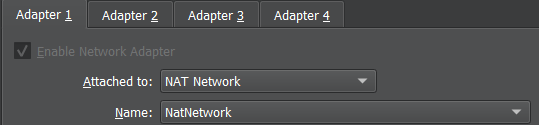 Adapter 1 Adapter 2 Adapter 3 Adapter 4
Enable Network Adapter
Attached to: NAT Network
Name: NatNetwork